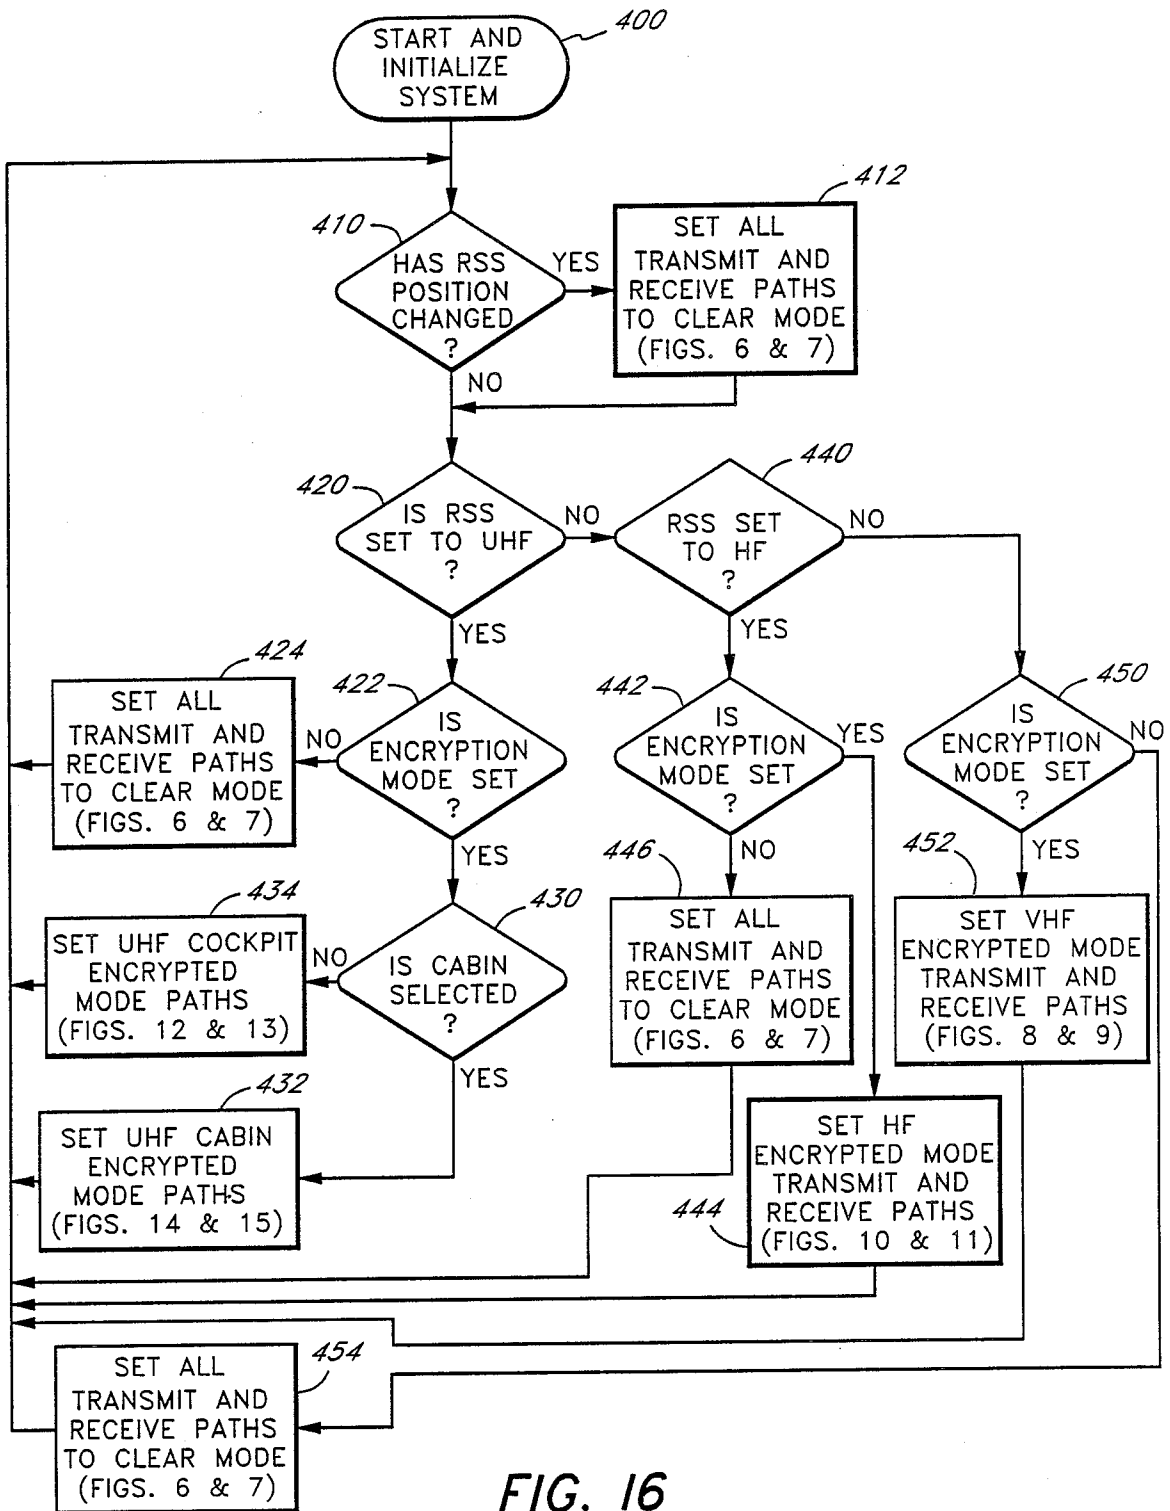 START AND
INITIALIZE
SYSTEM
400
410
HAS RSS
POSITION
CHANGED
?
YES
NO
412
SET ALL
TRANSMIT AND
RECEIVE PATHS
TO CLEAR MODE
(FIGS. 6 & 7)
420
IS RSS
SET TO UHF
?
NO
YES
440
RSS SET
TO HF
?
NO
YES
424
SET ALL
TRANSMIT AND
RECEIVE PATHS
TO CLEAR MODE
(FIGS. 6 & 7)
422
IS
ENCRYPTION
MODE SET
?
NO
YES
442
IS
ENCRYPTION
MODE SET
?
YES
NO
450
IS
ENCRYPTION
MODE SET
?
NO
YES
434
SET UHF COCKPIT
ENCRYPTED
MODE PATHS
(FIGS. 12 & 13)
430
IS CABIN
SELECTED
?
NO
YES
446
SET ALL
TRANSMIT AND
RECEIVE PATHS
TO CLEAR MODE
(FIGS. 6 & 7)
452
SET VHF
ENCRYPTED MODE
TRANSMIT AND
RECEIVE PATHS
(FIGS. 8 & 9)
432
SET UHF CABIN
ENCRYPTED
MODE PATHS
(FIGS. 14 & 15)
444
SET HF
ENCRYPTED MODE
TRANSMIT AND
RECEIVE PATHS
(FIGS. 10 & 11)
454
SET ALL
TRANSMIT AND
RECEIVE PATHS
TO CLEAR MODE
(FIGS. 6 & 7)
FIG. 16